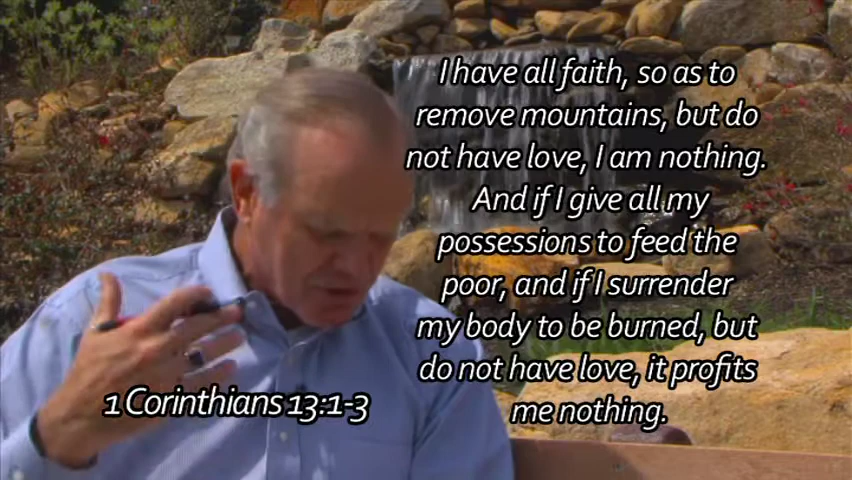 I have all faith, so as to
remove mountains, but do
not have love, I am nothing.
And if I give all my
possessions to feed the
poor, and if I surrender
my body to be burned, but
do not have love, it profits
me nothing.
1 Corinthians 13:1-3